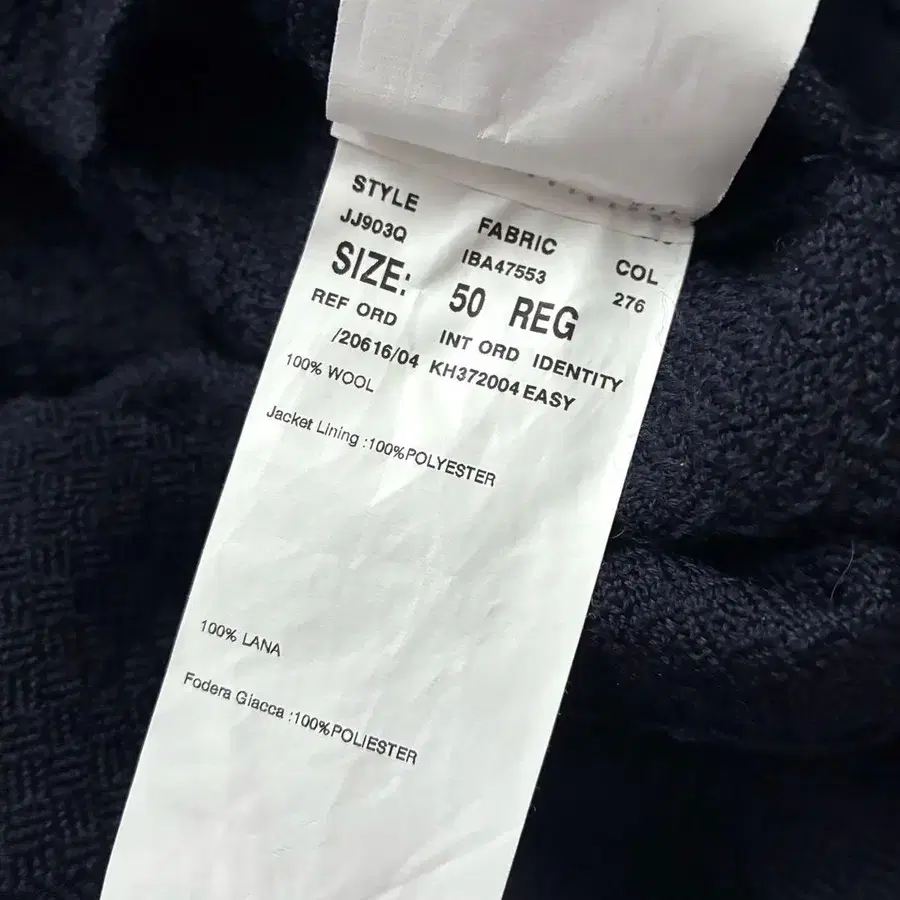 STYLE FABRIC COL
JJ903Q IBA47553 276
SIZE: 50 REG
REF ORD INT ORD IDENTITY
/20616/04 KH372004 EASY
100% WOOL
Jacket Lining :100%POLYESTER
100% LANA
Fodera Giacca :100%POLIESTER